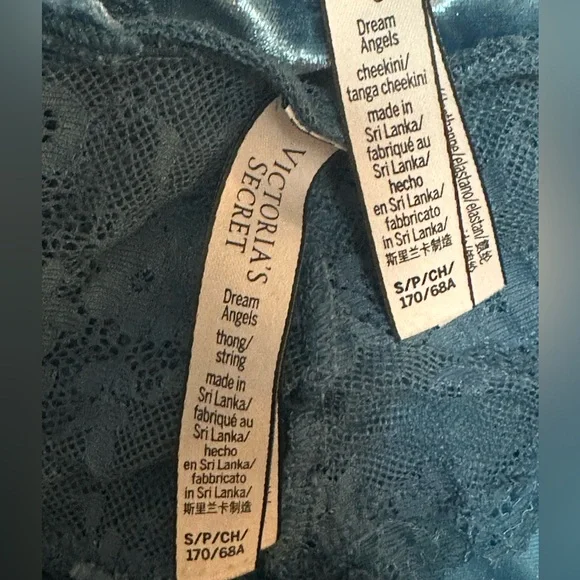 Dream
Angels
cheekini/
tanga cheekini
made in
Sri Lanka/
fabriqué au
Sri Lanka/
hecho
en Sri Lanka/
fabbricato
in Sri Lanka/
斯里兰卡制造
S/P/CH/
170/68A
/elastano/elastan/
VICTORIA'S
SECRET
Dream
Angels
thong/
string
made in
Sri Lanka/
fabriqué au
Sri Lanka/
hecho
en Sri Lanka/
fabbricato
in Sri Lanka/
斯里兰卡制造
S/P/CH/
170/68A